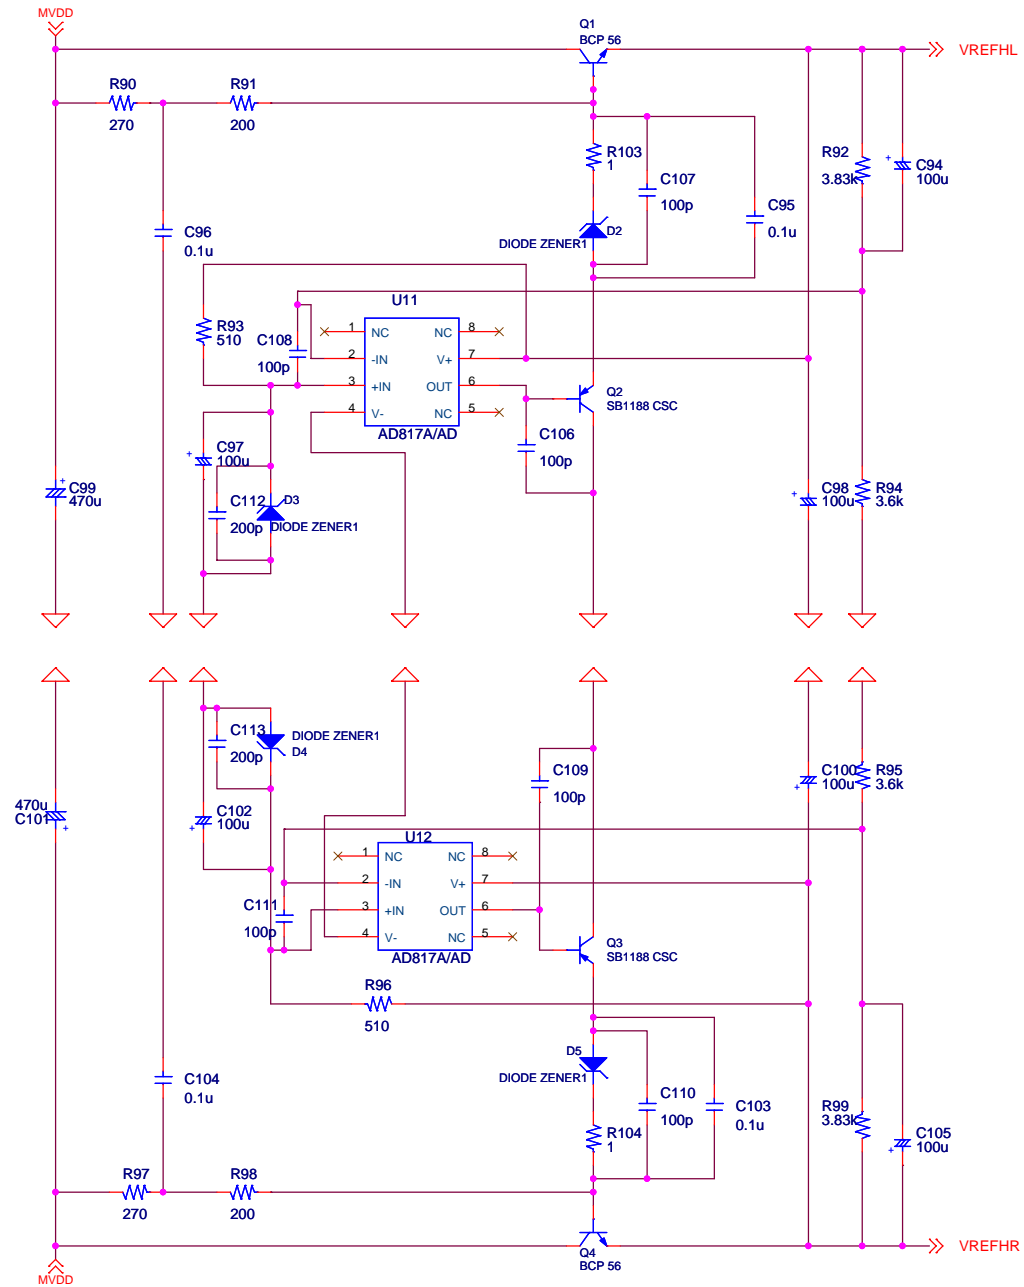 MVDD
Q1
BCP 56
VREFHL
R90
270
R91
200
R103
1
C107
100p
C95
0.1u
R92
3.83k
C94
100u
C96
0.1u
D2
DIODE ZENER1
U11
R93
510
C108
100p
1
NC
NC
8
2
-IN
V+
7
3
+IN
OUT
6
4
V-
NC
5
AD817A/AD
Q2
SB1188 CSC
C106
100p
C97
100u
C99
470u
C112
200p
D3
DIODE ZENER1
C98
100u
R94
3.6k
C113
200p
DIODE ZENER1
D4
C109
100p
C100
100u
R95
3.6k
470u
C101
C102
100u
U12
1
NC
NC
8
2
-IN
V+
7
3
+IN
OUT
6
4
V-
NC
5
AD817A/AD
C111
100p
Q3
SB1188 CSC
R96
510
D5
DIODE ZENER1
C104
0.1u
C110
100p
C103
0.1u
R99
3.83k
R104
1
C105
100u
R97
270
R98
200
Q4
BCP 56
VREFHR
MVDD